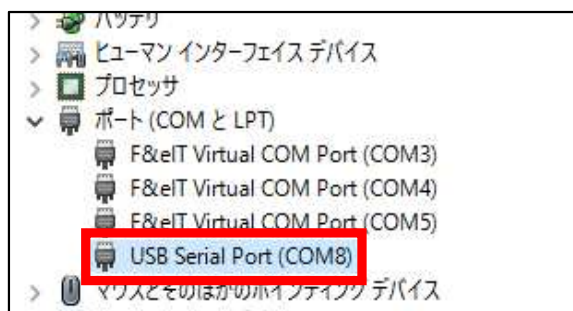 バッテリ
ヒューマン インターフェイス デバイス
プロセッサ
ポート (COM と LPT)
F&eIT Virtual COM Port (COM3)
F&eIT Virtual COM Port (COM4)
F&eIT Virtual COM Port (COM5)
USB Serial Port (COM8)
マウスとそのほかのポインティング デバイス